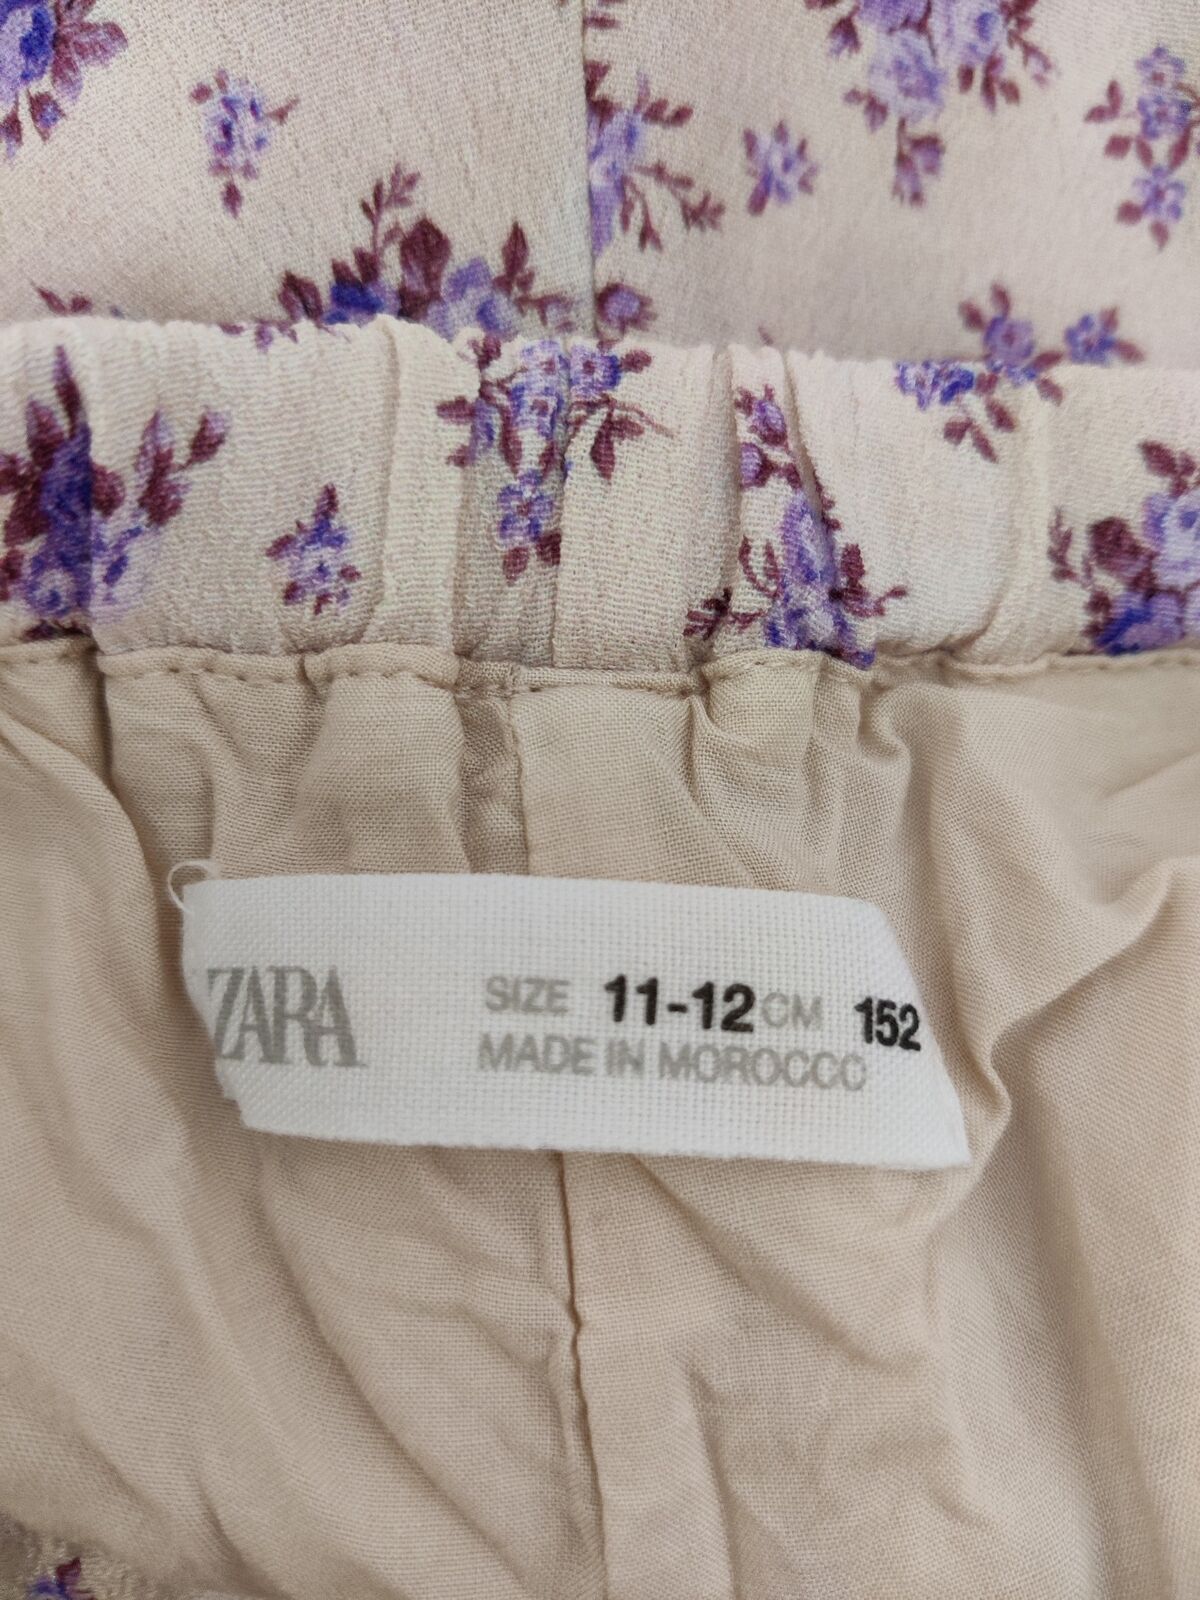 ZARA
SIZE 11-12 CM 152
MADE IN MOROCCO